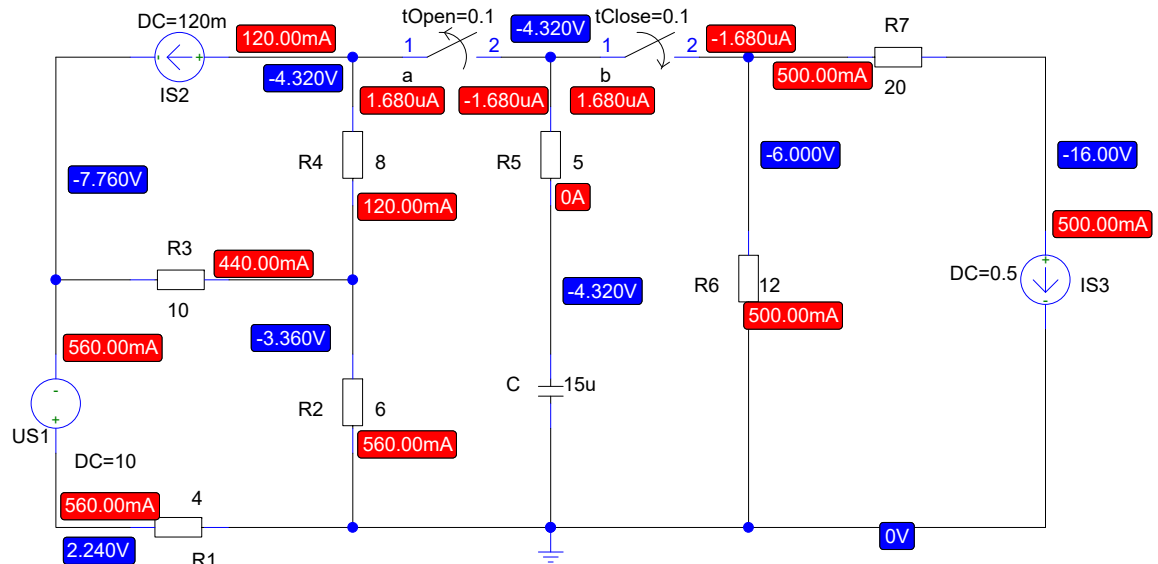 DC=120m
tOpen=0.1
tClose=0.1
R7
120.00mA
-4.320V
-1.680uA
1
2
1
2
500.00mA
-4.320V
IS2
a
b
20
1.680uA
-1.680uA
1.680uA
-7.760V
R4
8
R5
5
-6.000V
-16.00V
120.00mA
0A
500.00mA
R3
440.00mA
10
-4.320V
R6
12
DC=0.5
IS3
+
-
500.00mA
560.00mA
-3.360V
-
+
US1
R2
6
C
15u
560.00mA
DC=10
560.00mA
4
2.240V
R1
0V
- +